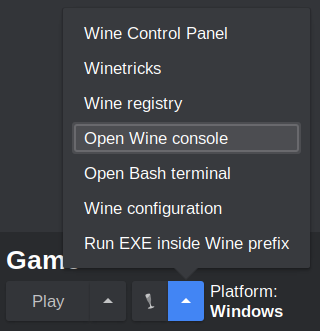 Wine Control Panel
Winetricks
Wine registry
Open Wine console
Open Bash terminal
Wine configuration
Run EXE inside Wine prefix
Game
Play
Platform:
Windows